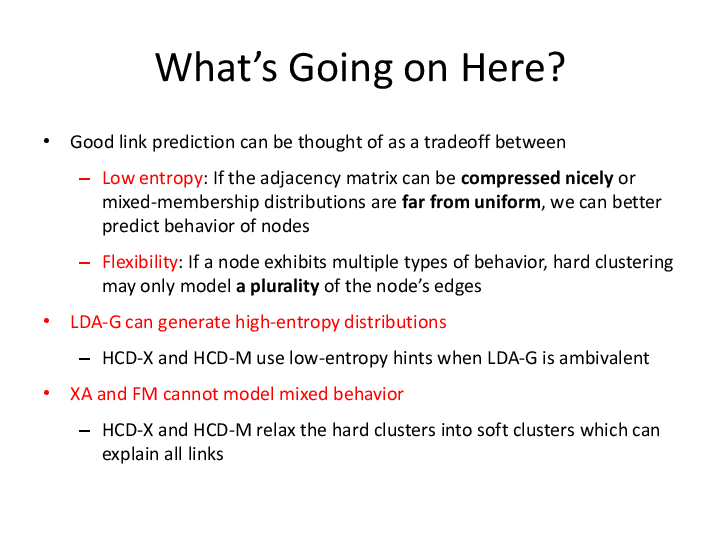 What’s Going on Here?
• Good link prediction can be thought of as a tradeoff between
– Low entropy: If the adjacency matrix can be compressed nicely or
mixed-membership distributions are far from uniform, we can better
predict behavior of nodes
– Flexibility: If a node exhibits multiple types of behavior, hard clustering
may only model a plurality of the node’s edges
• LDA-G can generate high-entropy distributions
– HCD-X and HCD-M use low-entropy hints when LDA-G is ambivalent
• XA and FM cannot model mixed behavior
– HCD-X and HCD-M relax the hard clusters into soft clusters which can
explain all links